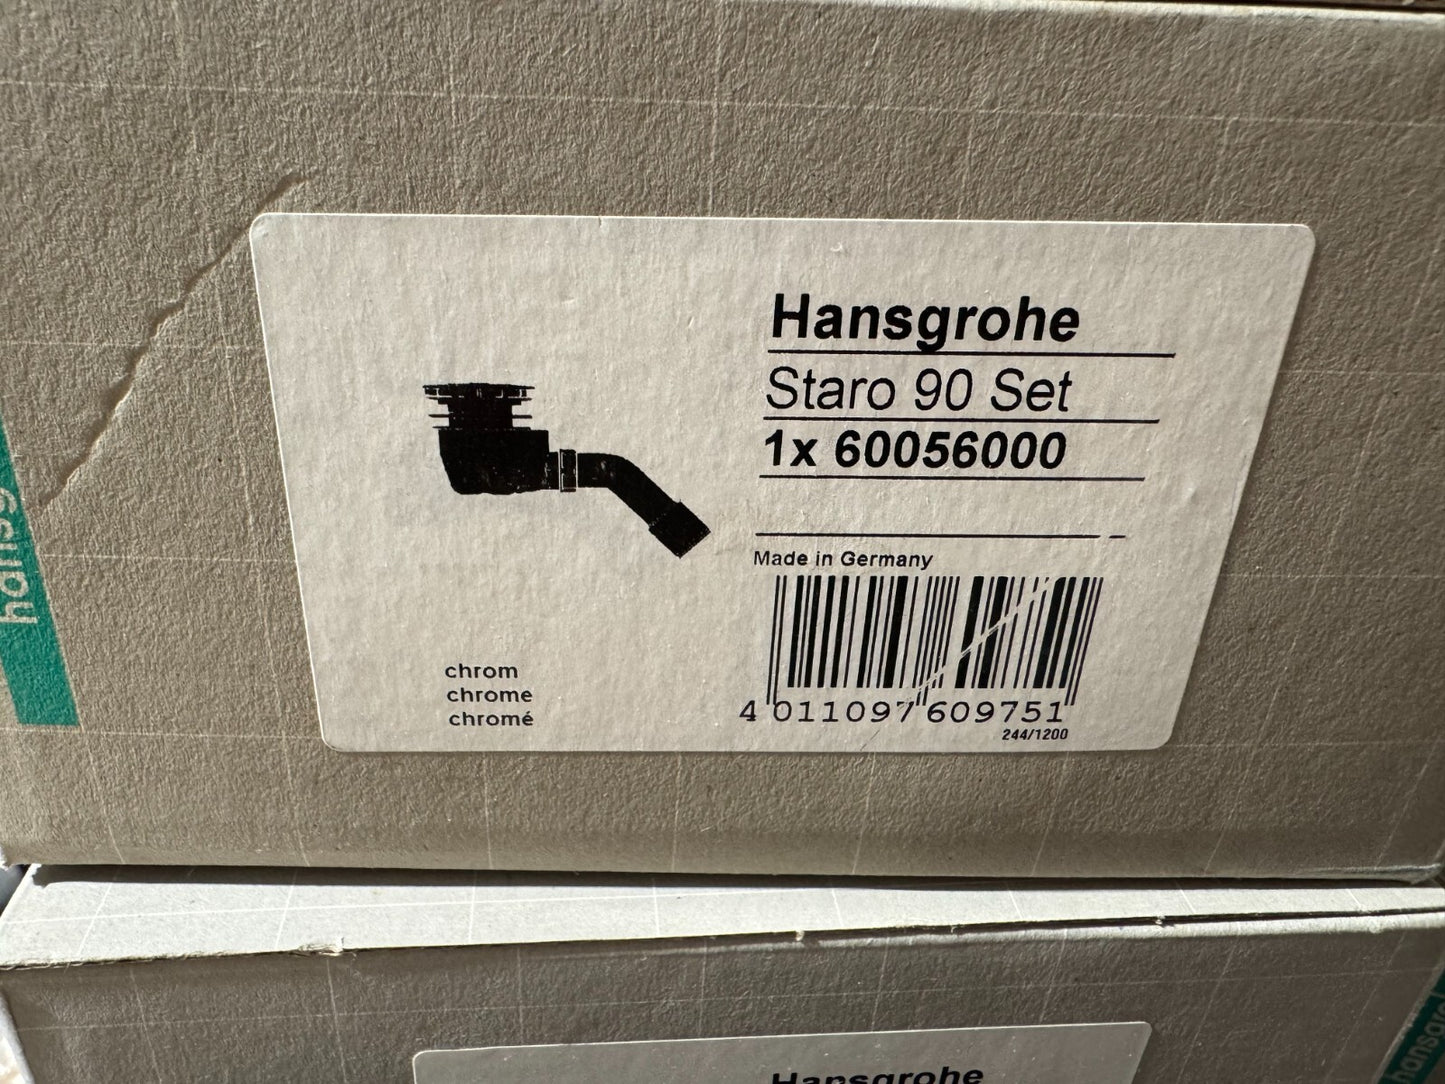 Hansgrohe
Staro 90 Set
1x 60056000
Made in Germany
chrom
chrome
chromé
4 011097 609751
244/1200
hansg
Hansgrohe
hansgro